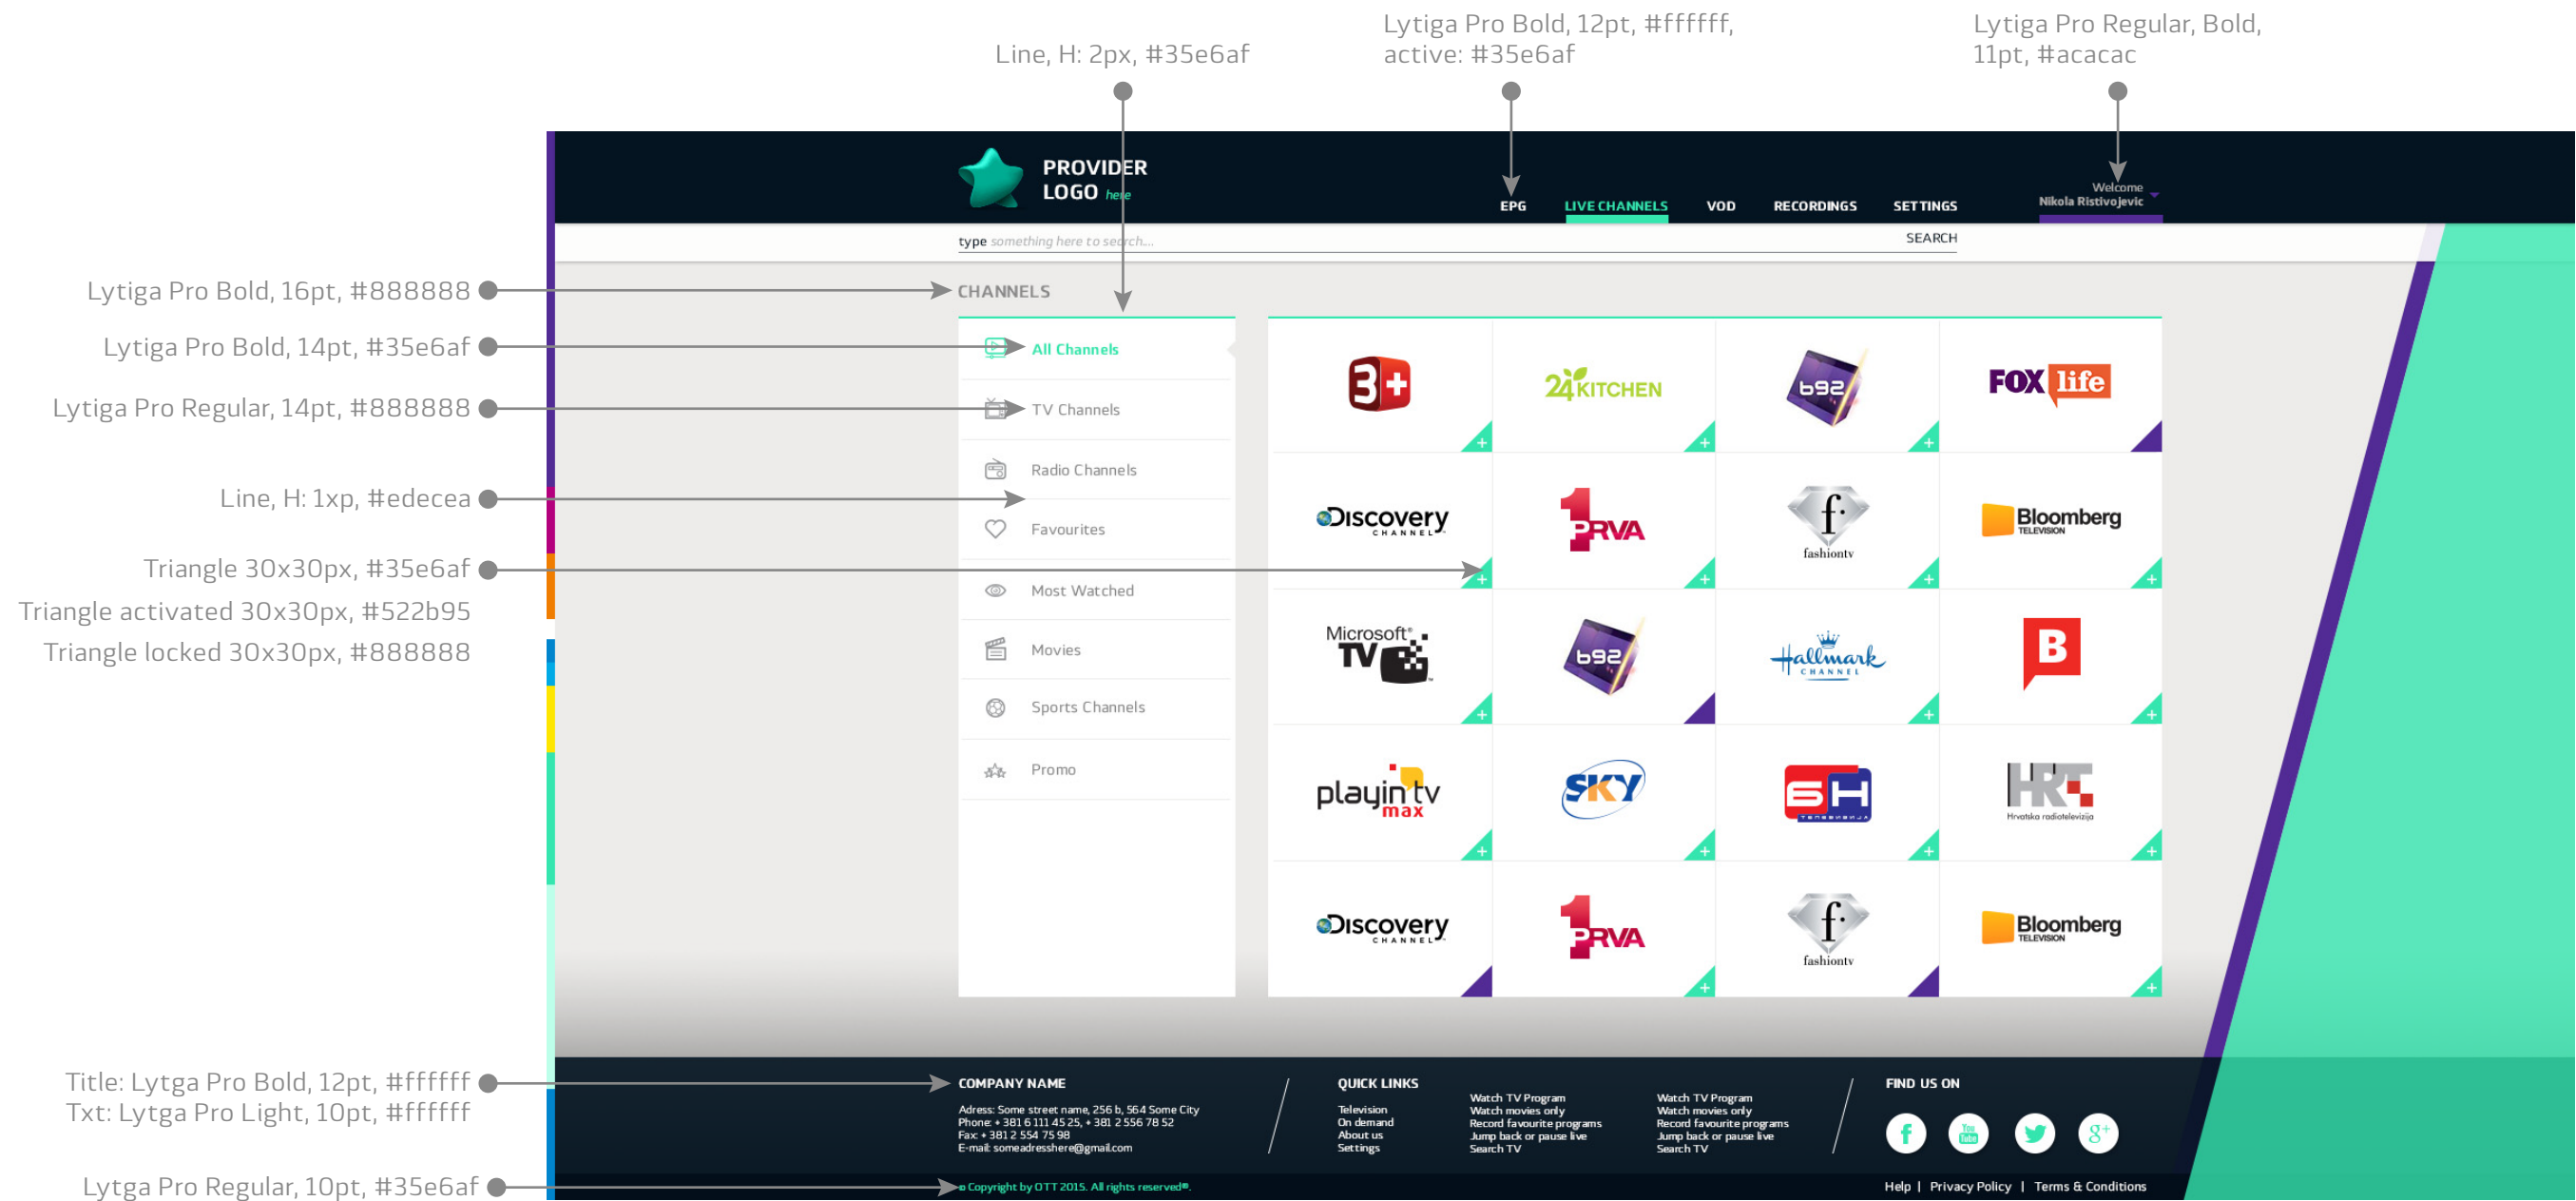 Lytiga Pro Bold, 12pt, #ffffff,
active: #35e6af
Lytiga Pro Regular, Bold,
11pt, #acacac
Line, H: 2px, #35e6af
PROVIDER
LOGO here
EPG LIVE CHANNELS VOD RECORDINGS SETTINGS
Welcome
Nikola Ristivojevic
type something here to search...
SEARCH
Lytiga Pro Bold, 16pt, #888888
CHANNELS
Lytiga Pro Bold, 14pt, #35e6af
All Channels
Lytiga Pro Regular, 14pt, #888888
TV Channels
Radio Channels
Line, H: 1xp, #edecea
Favourites
Triangle 30x30px, #35e6af
Triangle activated 30x30px, #522b95
Triangle locked 30x30px, #888888
Most Watched
Movies
Sports Channels
Promo
3+
24KITCHEN
b92
FOX life
Discovery
CHANNEL
1
PRVA
f.
fashiontv
Bloomberg
TELEVISION
Microsoft®
TV
b92
Hallmark
CHANNEL
B
playin tv
max
SKY
HRT
Hrvatska radiotelevizija
Discovery
CHANNEL
1
PRVA
f.
fashiontv
Bloomberg
TELEVISION
Title: Lytga Pro Bold, 12pt, #ffffff
Txt: Lytga Pro Light, 10pt, #ffffff
COMPANY NAME
Adress: Some street name, 256 b, 564 Some City
Phone: + 381 6 111 45 25, + 381 2 556 78 52
Fax: + 381 2 554 75 98
E-mail: someadresshere@gmail.com
QUICK LINKS
Television
On demand
About us
Settings
Watch TV Program
Watch movies only
Record favourite programs
Jump back or pause live
Search TV
Watch TV Program
Watch movies only
Record favourite programs
Jump back or pause live
Search TV
FIND US ON
f
You
Tube
g+
Lytga Pro Regular, 10pt, #35e6af
© Copyright by OTT 2015. All rights reserved®.
Help | Privacy Policy | Terms & Conditions